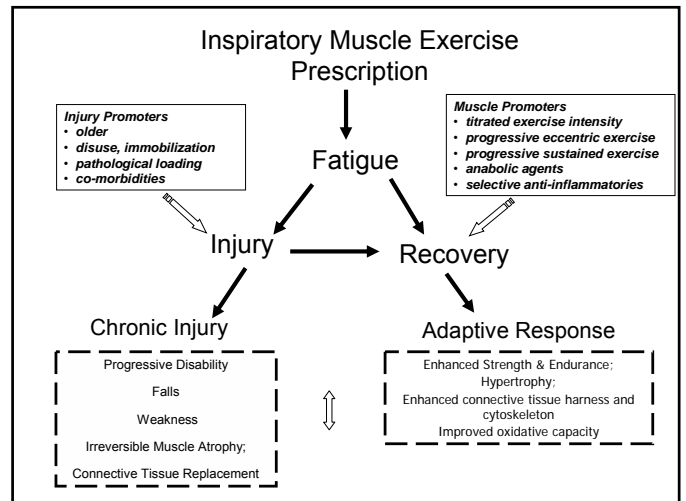 Inspiratory Muscle Exercise
Prescription
Injury Promoters
• older
• disuse, immobilization
• pathological loading
• co-morbidities
Muscle Promoters
• titrated exercise intensity
• progressive eccentric exercise
• progressive sustained exercise
• anabolic agents
• selective anti-inflammatories
Fatigue
Injury
Recovery
Chronic Injury
Progressive Disability
Falls
Weakness
Irreversible Muscle Atrophy;
Connective Tissue Replacement
Adaptive Response
Enhanced Strength & Endurance;
Hypertrophy;
Enhanced connective tissue harness and
cytoskeleton
Improved oxidative capacity